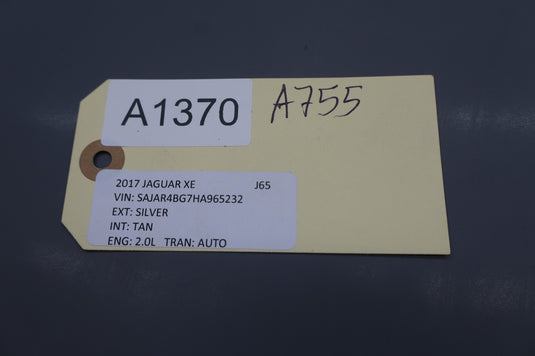 A1370 A755
2017 JAGUAR XE J65
VIN: SAJAR4BG7HA965232
EXT: SILVER
INT: TAN
ENG: 2.0L TRAN: AUTO